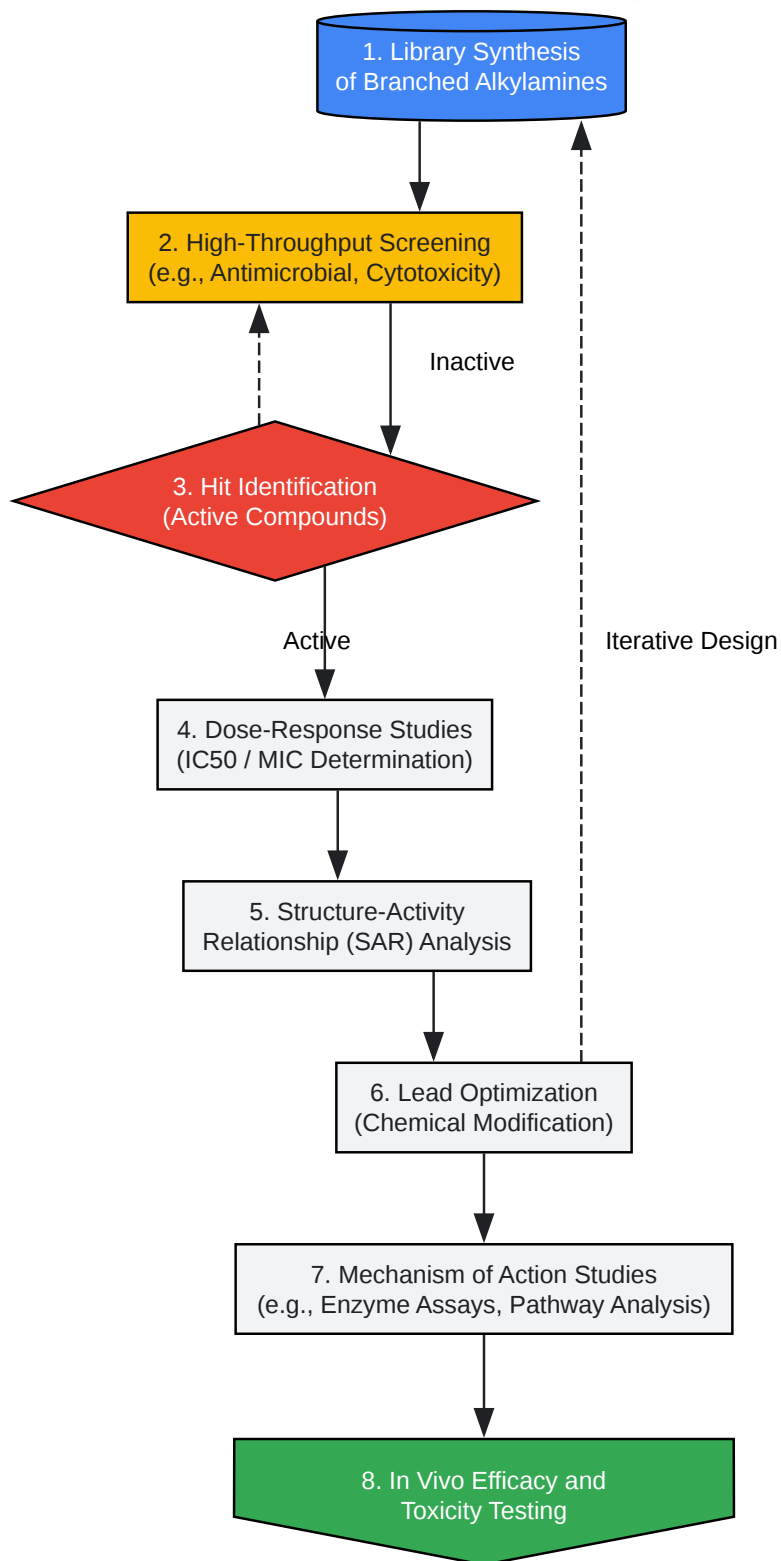 1. Library Synthesis
of Branched Alkylamines
2. High-Throughput Screening
(e.g., Antimicrobial, Cytotoxicity)
Inactive
3. Hit Identification
(Active Compounds)
Active
Iterative Design
4. Dose-Response Studies
(IC50 / MIC Determination)
5. Structure-Activity
Relationship (SAR) Analysis
6. Lead Optimization
(Chemical Modification)
7. Mechanism of Action Studies
(e.g., Enzyme Assays, Pathway Analysis)
8. In Vivo Efficacy and
Toxicity Testing